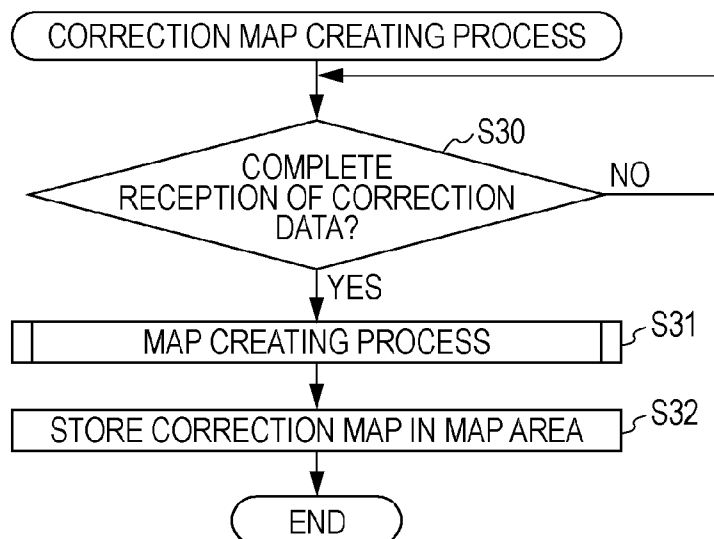 CORRECTION MAP CREATING PROCESS
S30
COMPLETE
RECEPTION OF CORRECTION
DATA?
NO
YES
MAP CREATING PROCESS
S31
STORE CORRECTION MAP IN MAP AREA
S32
END